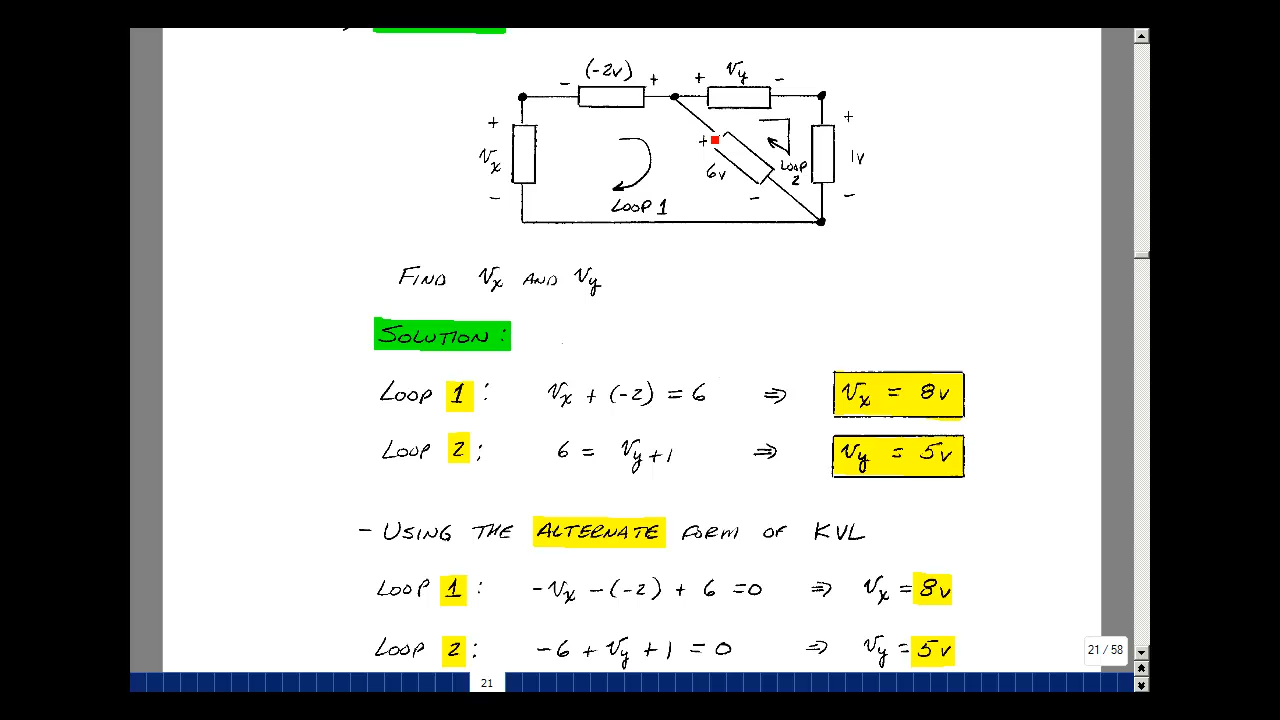 (-2v)
- +
+ Vy -
+
Vx
-
+
6v
-
+
1v
-
LOOP 1
LOOP
2
FIND Vx AND Vy
SOLUTION:
LOOP 1: Vx + (-2) = 6 ⇒ Vx = 8v
LOOP 2: 6 = Vy+1 ⇒ Vy = 5v
- USING THE ALTERNATE FORM OF KVL
LOOP 1: -Vx -(-2) + 6 =0 ⇒ Vx = 8v
LOOP 2: -6 + Vy + 1 = 0 ⇒ Vy = 5v
21 / 58
21